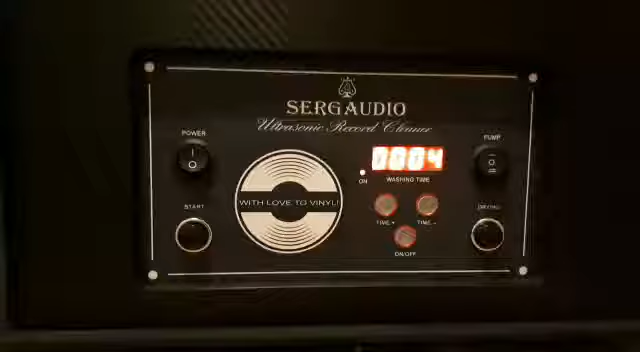 SERGAUDIO
Ultrasonic Record Cleaner
POWER
PUMP
0004
ON
WASHING TIME
WITH LOVE TO VINYL!
START
TIME +
TIME -
DRYING
ON/OFF